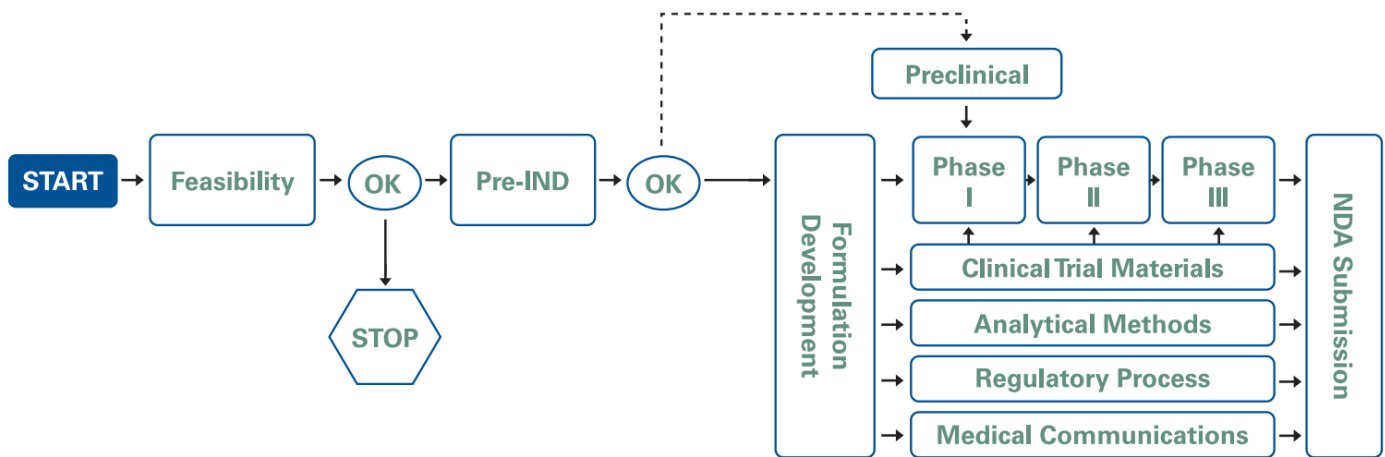 Preclinical
START
Feasibility
OK
Pre-IND
OK
Formulation
Development
Phase
I
Phase
II
Phase
III
NDA Submission
Clinical Trial Materials
STOP
Analytical Methods
Regulatory Process
Medical Communications